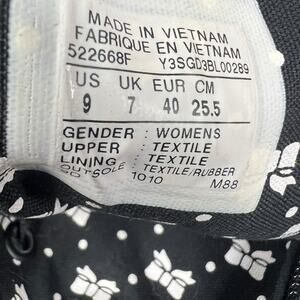 MADE IN VIETNAM
FABRIQUE EN VIETNAM
522668F Y3SGD3BL00289
US UK EUR CM
9 7 40 25.5
GENDER : WOMENS
UPPER : TEXTILE
LINING : TEXTILE
OUTSOLE : TEXTILE/RUBBER
PO : 1010 M88